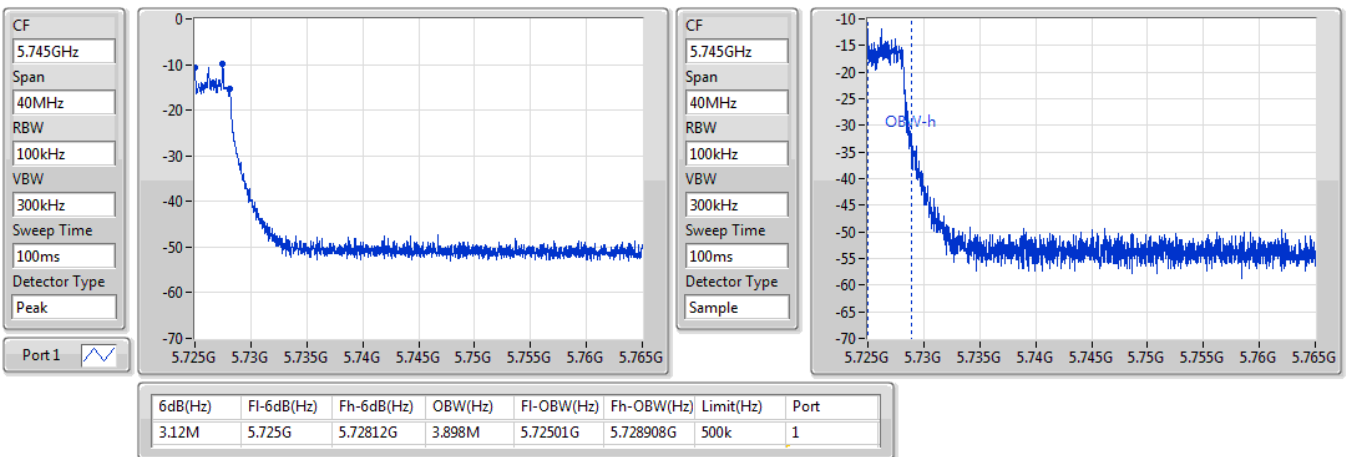 CF
5.745GHz
Span
40MHz
RBW
100kHz
VBW
300kHz
Sweep Time
100ms
Detector Type
Peak
Port 1
0
-10
-20
-30
-40
-50
-60
-70
5.725G 5.73G 5.735G 5.74G 5.745G 5.75G 5.755G 5.76G 5.765G
CF
5.745GHz
Span
40MHz
RBW
100kHz
VBW
300kHz
Sweep Time
100ms
Detector Type
Sample
-10
-15
-20
-25
-30
-35
-40
-45
-50
-55
-60
-65
-70
OBW-h
5.725G 5.73G 5.735G 5.74G 5.745G 5.75G 5.755G 5.76G 5.765G
6dB(Hz) Fl-6dB(Hz) Fh-6dB(Hz) OBW(Hz) Fl-OBW(Hz) Fh-OBW(Hz) Limit(Hz) Port
3.12M 5.725G 5.72812G 3.898M 5.72501G 5.728908G 500k 1